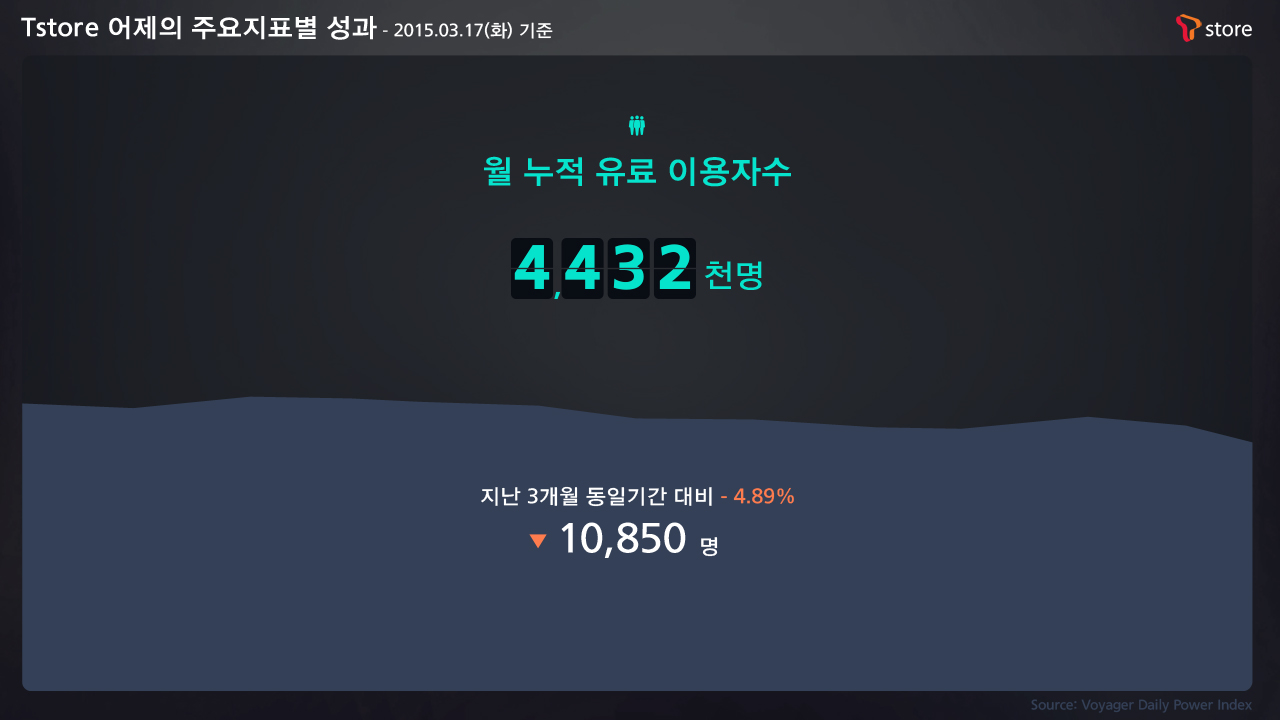 Tstore 어제의 주요지표별 성과 - 2015.03.17(화) 기준
store
월 누적 유료 이용자수
4,432 천명
지난 3개월 동일기간 대비 - 4.89%
▼ 10,850 명
Source: Voyager Daily Power Index